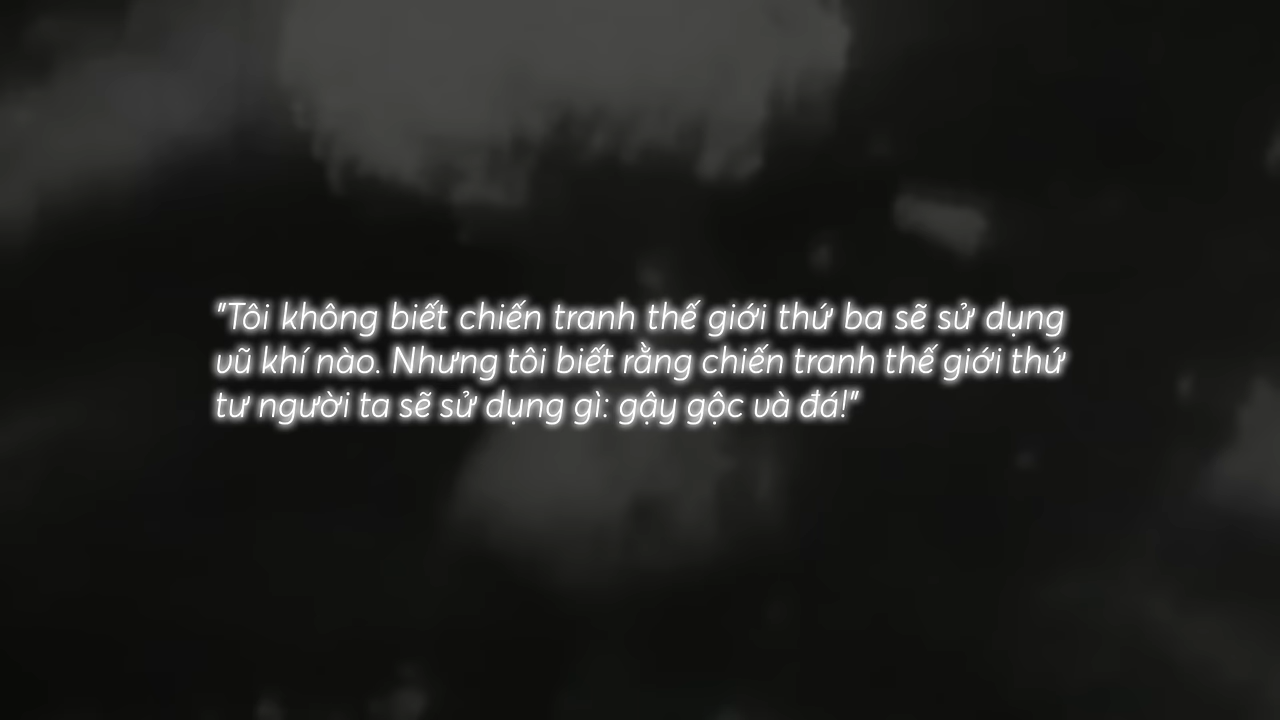 "Tôi không biết chiến tranh thế giới thứ ba sẽ sử dụng
vũ khí nào. Nhưng tôi biết rằng chiến tranh thế giới thứ
tư người ta sẽ sử dụng gì: gậy gộc và đá!"